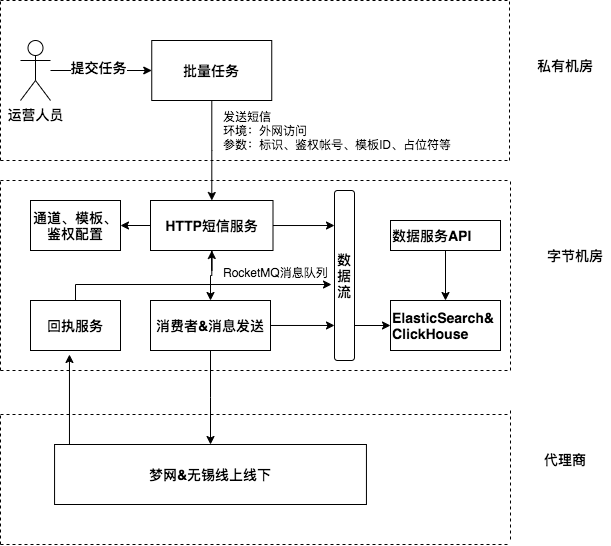 私有机房
提交任务
批量任务
运营人员
发送短信
环境：外网访问
参数：标识、鉴权帐号、模板ID、占位符等
通道、模板、
鉴权配置
HTTP短信服务
数据流
数据服务API
字节机房
RocketMQ消息队列
回执服务
消费者&消息发送
ElasticSearch&
ClickHouse
代理商
梦网&无锡线上线下